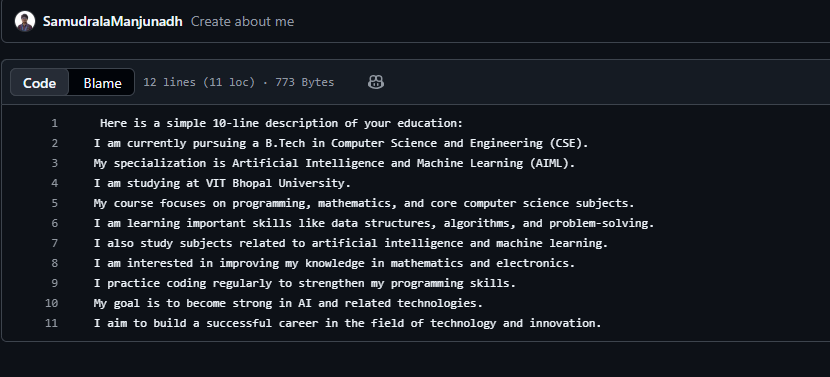 SamudralaManjunadh Create about me
Code Blame 12 lines (11 loc) · 773 Bytes
1 Here is a simple 10-line description of your education:
2 I am currently pursuing a B.Tech in Computer Science and Engineering (CSE).
3 My specialization is Artificial Intelligence and Machine Learning (AIML).
4 I am studying at VIT Bhopal University.
5 My course focuses on programming, mathematics, and core computer science subjects.
6 I am learning important skills like data structures, algorithms, and problem-solving.
7 I also study subjects related to artificial intelligence and machine learning.
8 I am interested in improving my knowledge in mathematics and electronics.
9 I practice coding regularly to strengthen my programming skills.
10 My goal is to become strong in AI and related technologies.
11 I aim to build a successful career in the field of technology and innovation.